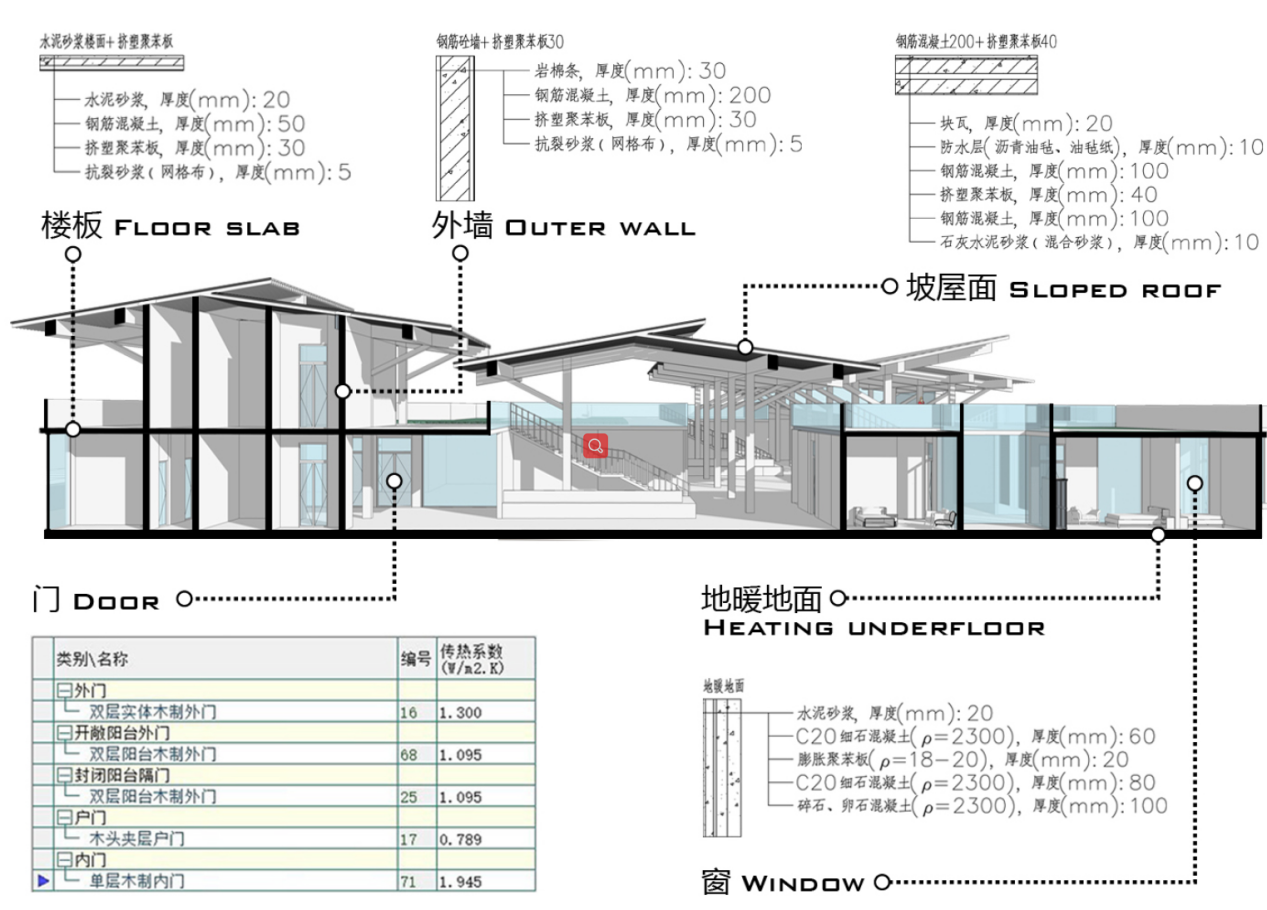 水泥砂浆楼面+挤塑聚苯板
水泥砂浆, 厚度(mm): 20
钢筋混凝土, 厚度(mm): 50
挤塑聚苯板, 厚度(mm): 30
抗裂砂浆(网格布), 厚度(mm): 5
楼板 FLOOR SLAB
钢筋砼墙+挤塑聚苯板30
岩棉条, 厚度(mm): 30
钢筋混凝土, 厚度(mm): 200
挤塑聚苯板, 厚度(mm): 30
抗裂砂浆(网格布), 厚度(mm): 5
外墙 OUTER WALL
钢筋混凝土200+挤塑聚苯板40
块瓦, 厚度(mm): 20
防水层(沥青油毡、油毡纸), 厚度(mm): 10
钢筋混凝土, 厚度(mm): 100
挤塑聚苯板, 厚度(mm): 40
钢筋混凝土, 厚度(mm): 100
石灰水泥砂浆(混合砂浆), 厚度(mm): 10
坡屋面 SLOPED ROOF
门 DOOR
类别\名称 编号 传热系数
(W/m2.K)
外门
双层实体木制外门 16 1.300
开敞阳台外门
双层阳台木制外门 68 1.095
封闭阳台隔门
双层阳台木制外门 25 1.095
户门
木头夹层户门 17 0.789
内门
单层木制内门 71 1.945
地暖地面
HEATING UNDERFLOOR
地暖地面
水泥砂浆, 厚度(mm): 20
C20细石混凝土(ρ=2300), 厚度(mm): 60
膨胀聚苯板(ρ=18-20), 厚度(mm): 20
C20细石混凝土(ρ=2300), 厚度(mm): 80
碎石、卵石混凝土(ρ=2300), 厚度(mm): 100
窗 WINDOW